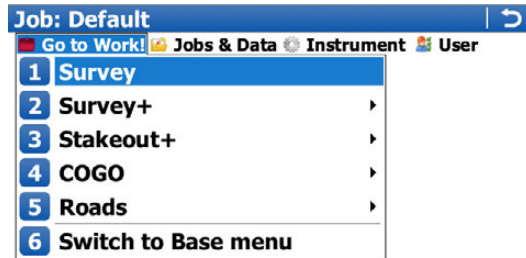 Job: Default
Go to Work! Jobs & Data Instrument User
1 Survey
2 Survey+
3 Stakeout+
4 COGO
5 Roads
6 Switch to Base menu